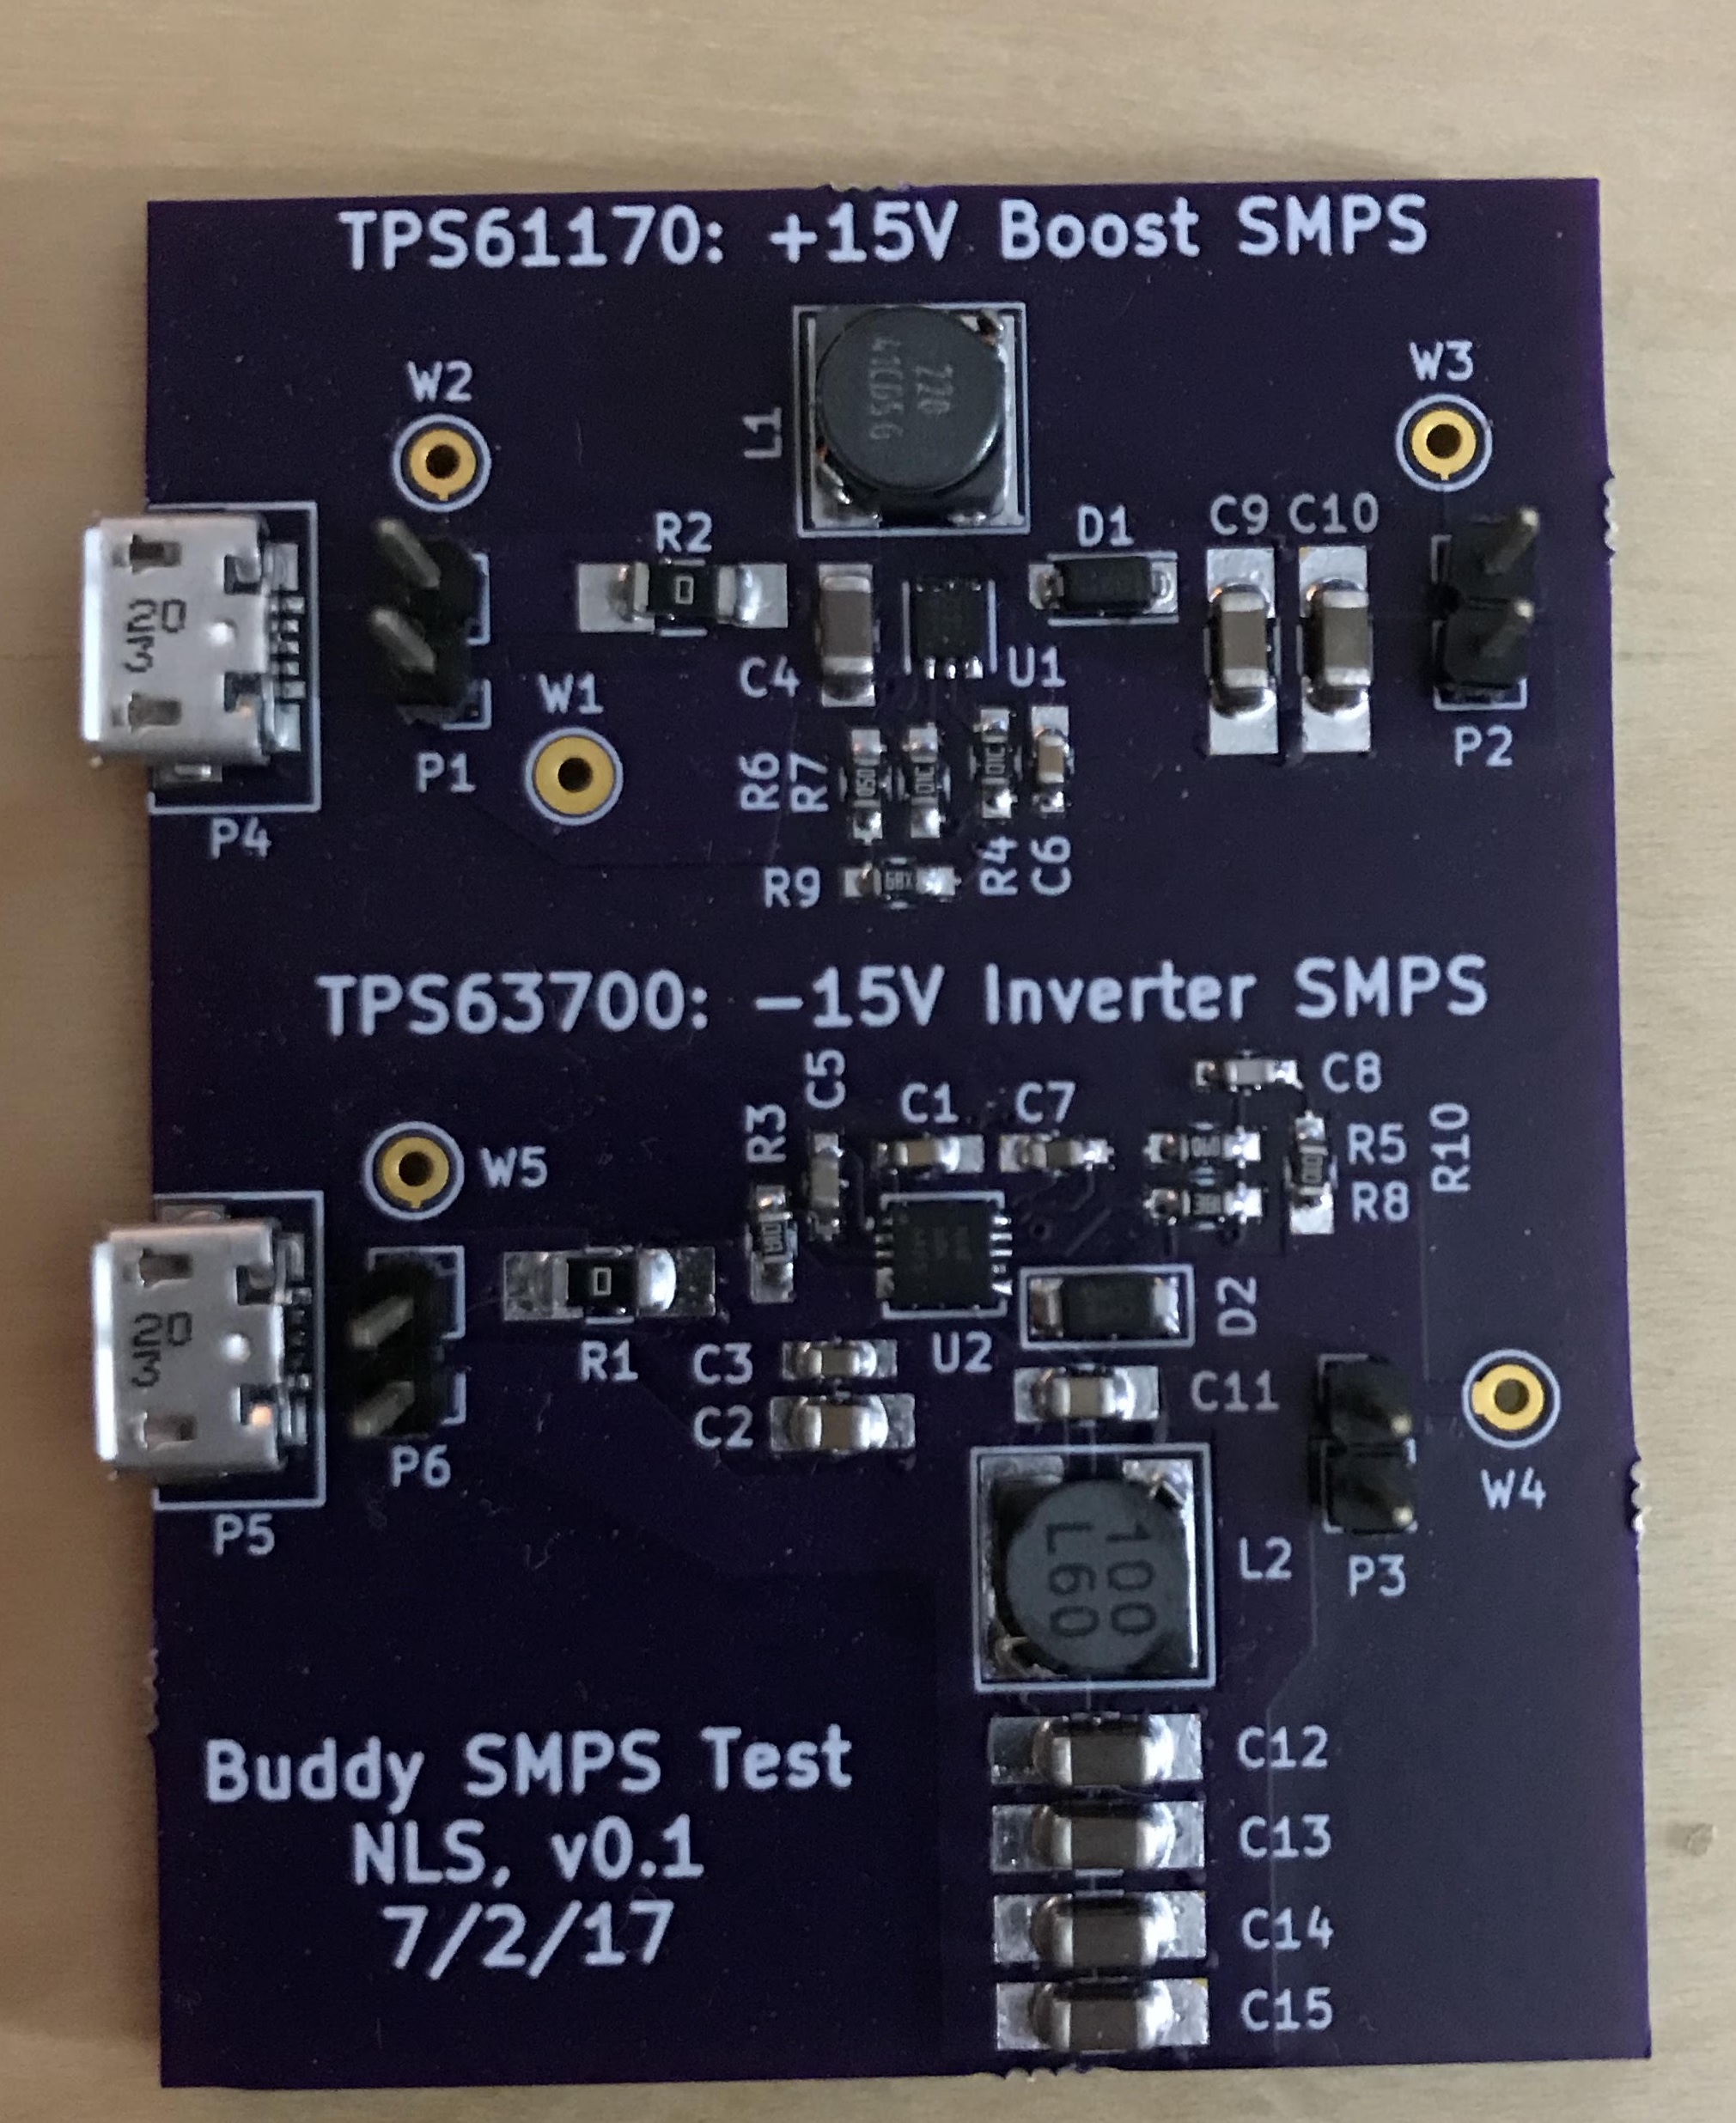 TPS61170: +15V Boost SMPS
W2
W3
L1
220
R2
D1
C9 C10
0
C4
U1
W1
P1
P2
R6
R7
P4
R9
R4
C6
TPS63700: -15V Inverter SMPS
C5
C8
R3
C1
C7
R5
R10
W5
R8
D2
0
R1
C3
U2
C11
C2
P6
W4
P5
100
L60
L2
P3
Buddy SMPS Test
NLS, v0.1
7/2/17
C12
C13
C14
C15